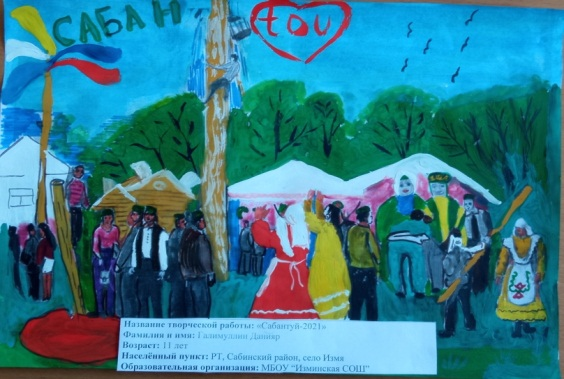 САБАН
тоu
Название творческой работы: «Сабантуй-2021»
Фамилия и имя: Галимуллин Данияр
Возраст: 11 лет
Населённый пункт: РТ, Сабинский район, село Измя
Образовательная организация: МБОУ "Изминская СОШ"